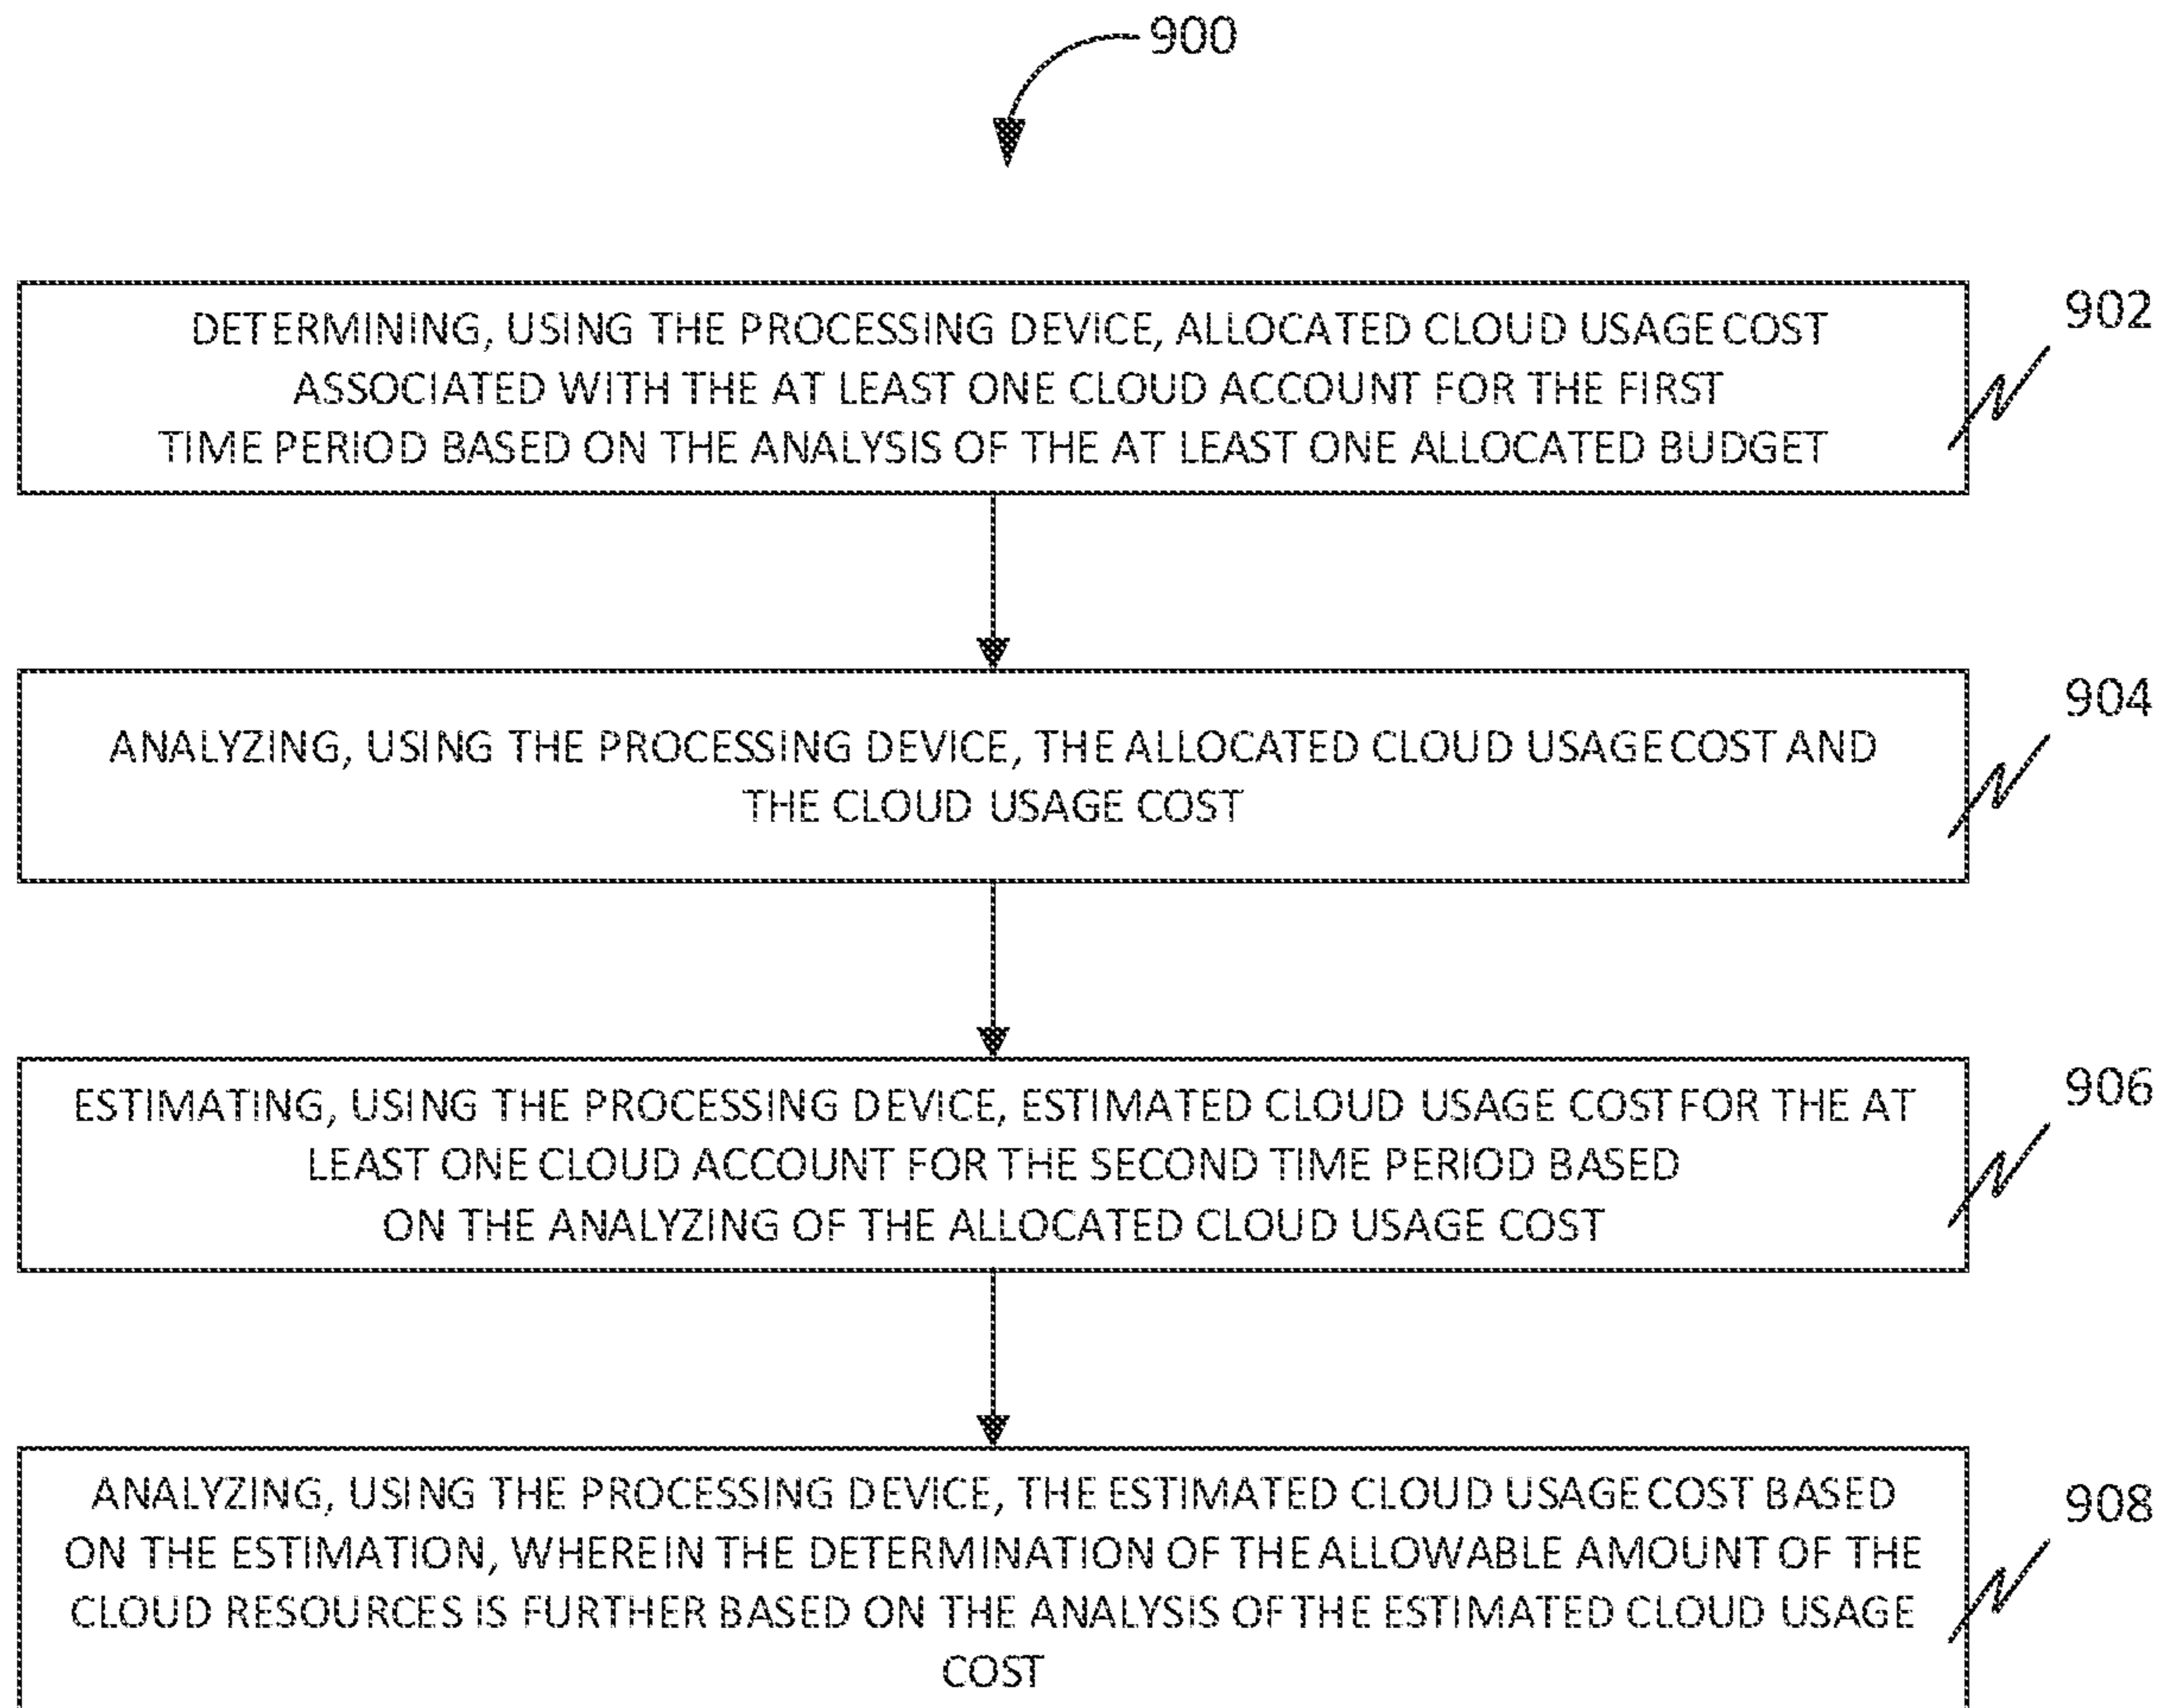 900
DETERMINING, USING THE PROCESSING DEVICE, ALLOCATED CLOUD USAGE COST
ASSOCIATED WITH THE AT LEAST ONE CLOUD ACCOUNT FOR THE FIRST
TIME PERIOD BASED ON THE ANALYSIS OF THE AT LEAST ONE ALLOCATED BUDGET
902
ANALYZING, USING THE PROCESSING DEVICE, THE ALLOCATED CLOUD USAGE COST AND
THE CLOUD USAGE COST
904
ESTIMATING, USING THE PROCESSING DEVICE, ESTIMATED CLOUD USAGE COST FOR THE AT
LEAST ONE CLOUD ACCOUNT FOR THE SECOND TIME PERIOD BASED
ON THE ANALYZING OF THE ALLOCATED CLOUD USAGE COST
906
ANALYZING, USING THE PROCESSING DEVICE, THE ESTIMATED CLOUD USAGE COST BASED
ON THE ESTIMATION, WHEREIN THE DETERMINATION OF THE ALLOWABLE AMOUNT OF THE
CLOUD RESOURCES IS FURTHER BASED ON THE ANALYSIS OF THE ESTIMATED CLOUD USAGE
COST
908